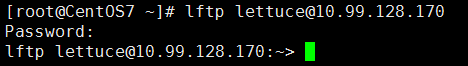 [root@CentOS7 ~]# lftp lettuce@10.99.128.170
Password:
lftp lettuce@10.99.128.170:~>